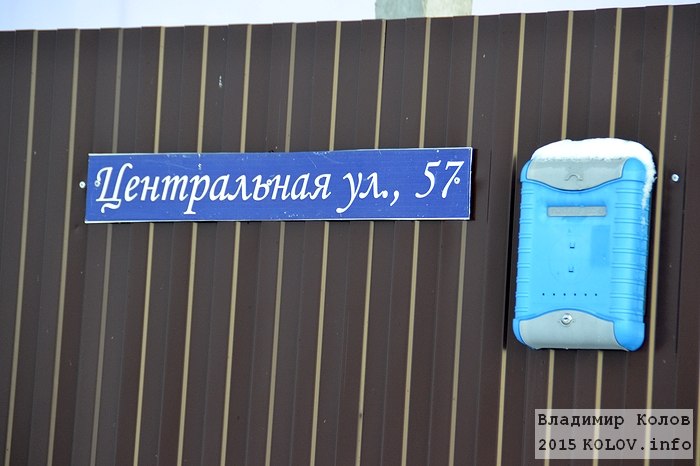 Центральная ул., 57
Владимир Колов
2015 KOLOV.info